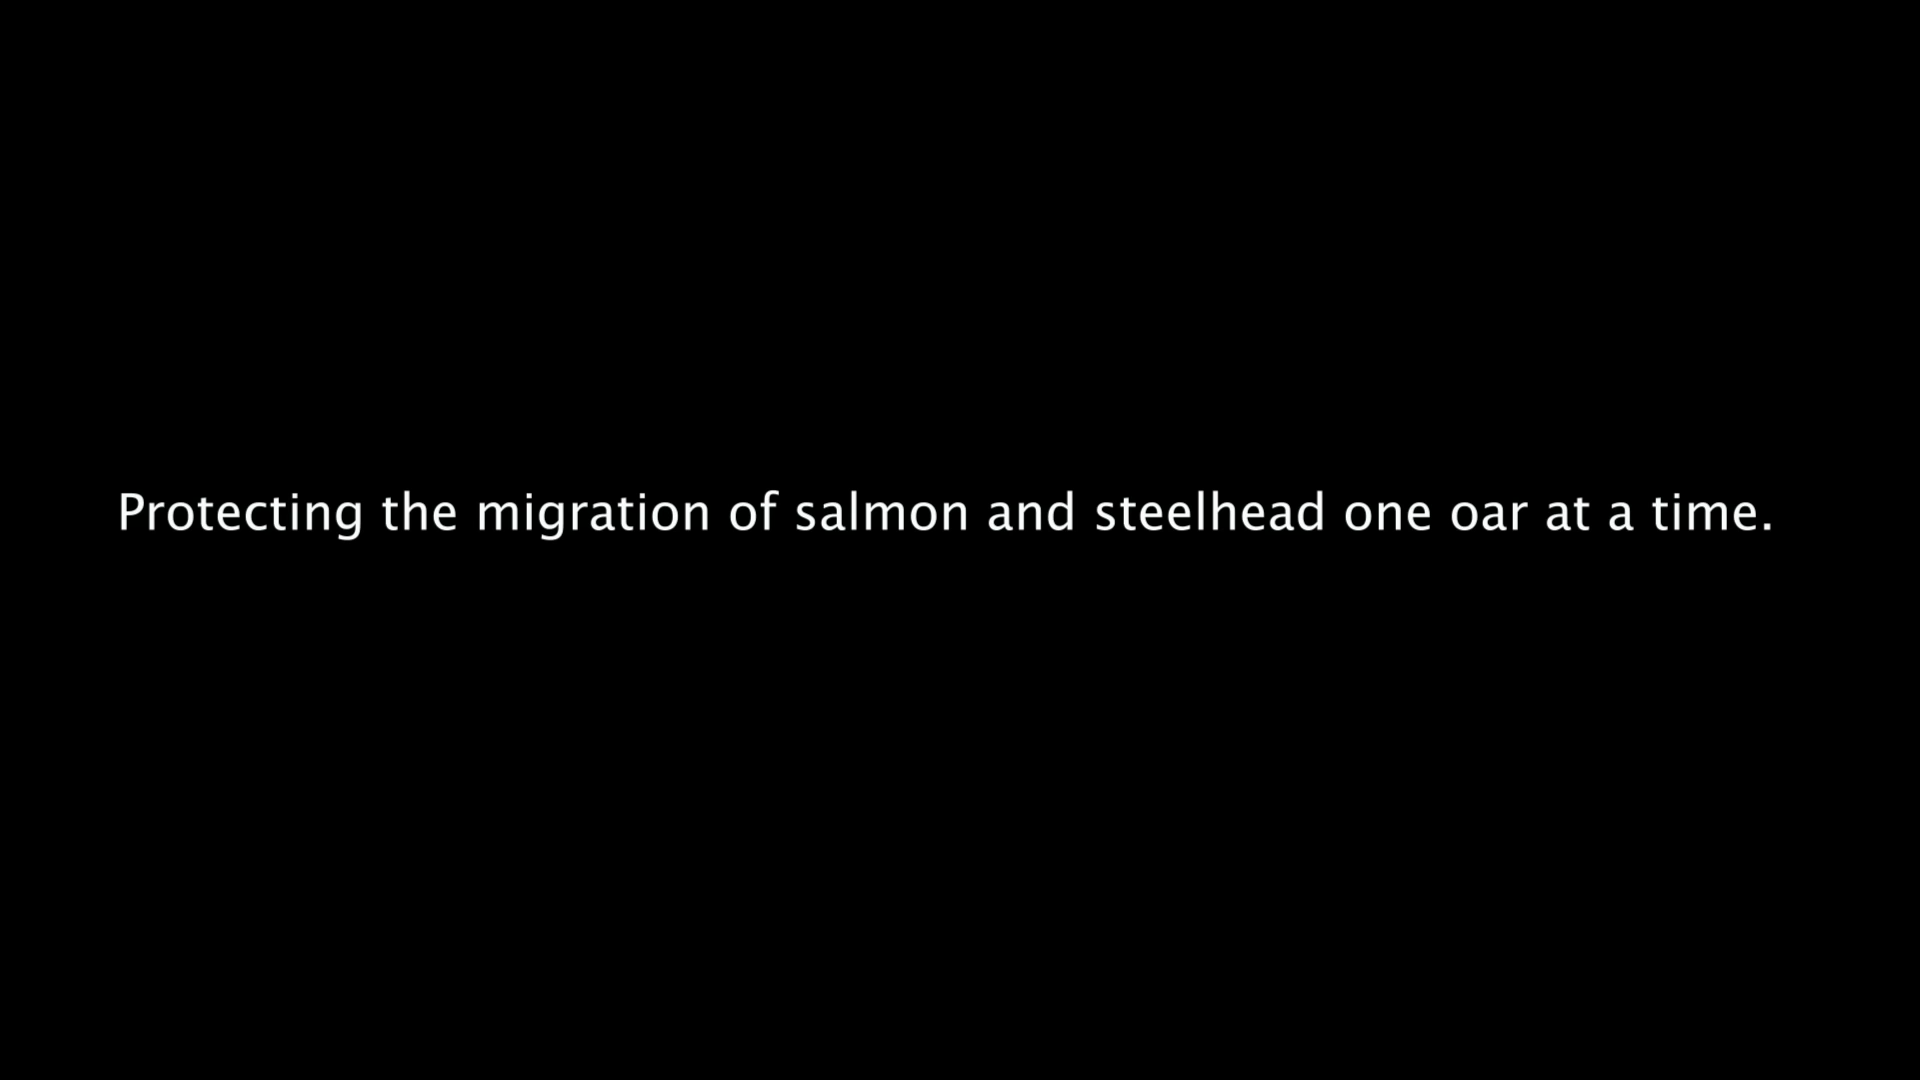 Protecting the migration of salmon and steelhead one oar at a time.